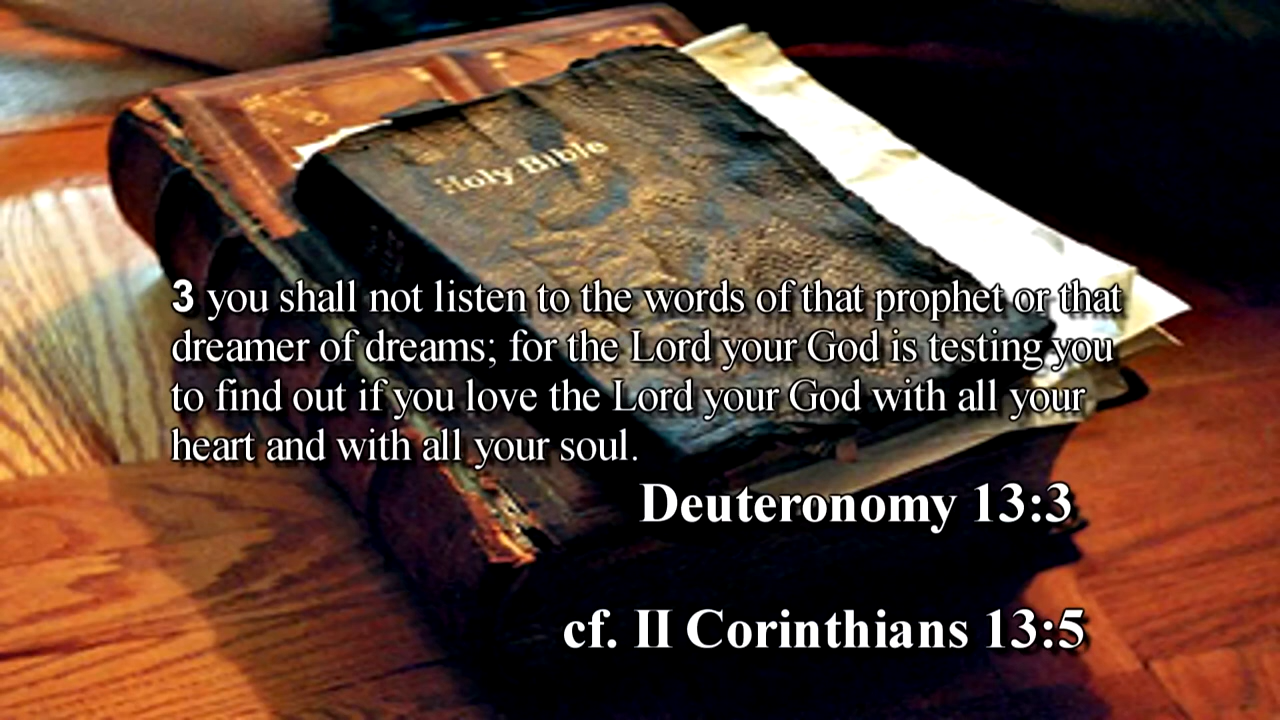 Holy Bible
3 you shall not listen to the words of that prophet or that
dreamer of dreams; for the Lord your God is testing you
to find out if you love the Lord your God with all your
heart and with all your soul.
Deuteronomy 13:3
cf. II Corinthians 13:5